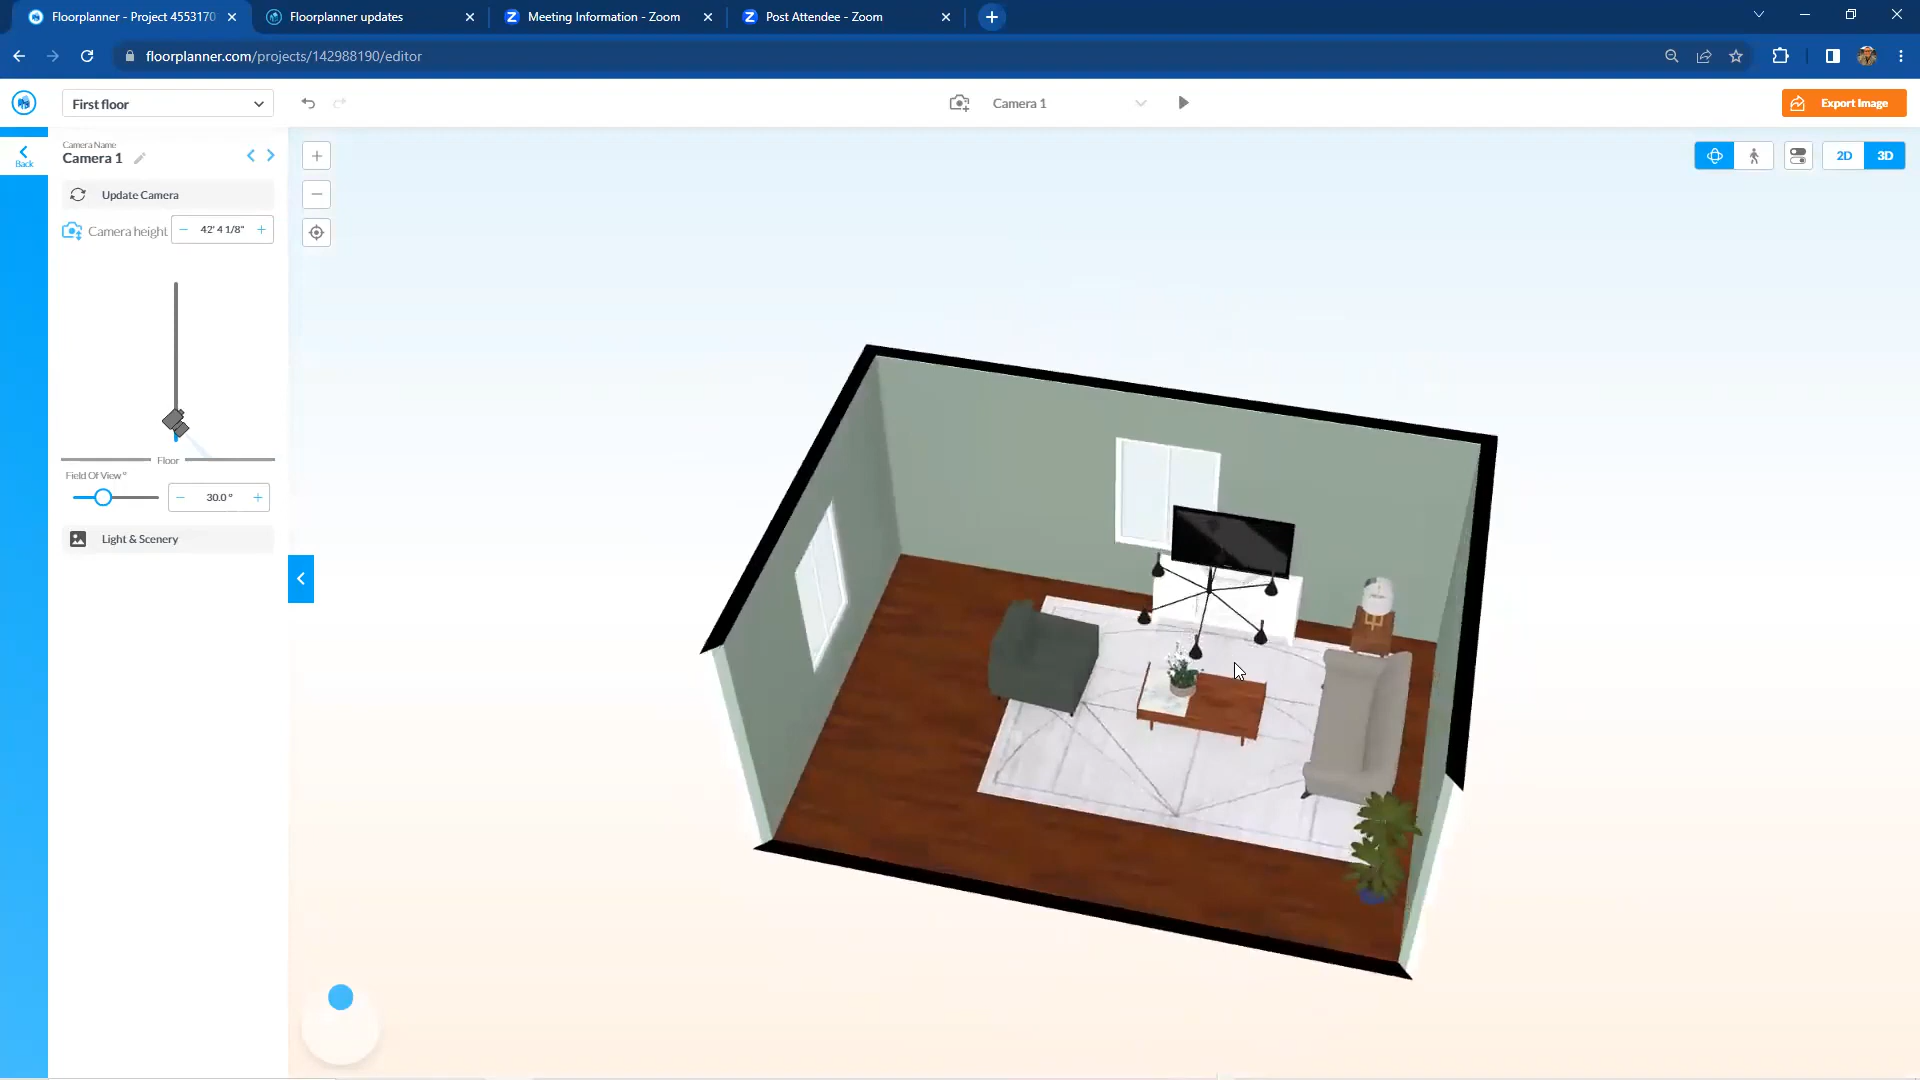 Floorplanner - Project 4553170
Floorplanner updates
Meeting Information - Zoom
Post Attendee - Zoom
floorplanner.com/projects/142988190/editor
First floor
Camera 1
Export Image
Back
Camera Name
Camera 1
2D
3D
Update Camera
Camera height
42' 4 1/8"
Floor
Field Of View°
30.0 °
Light & Scenery